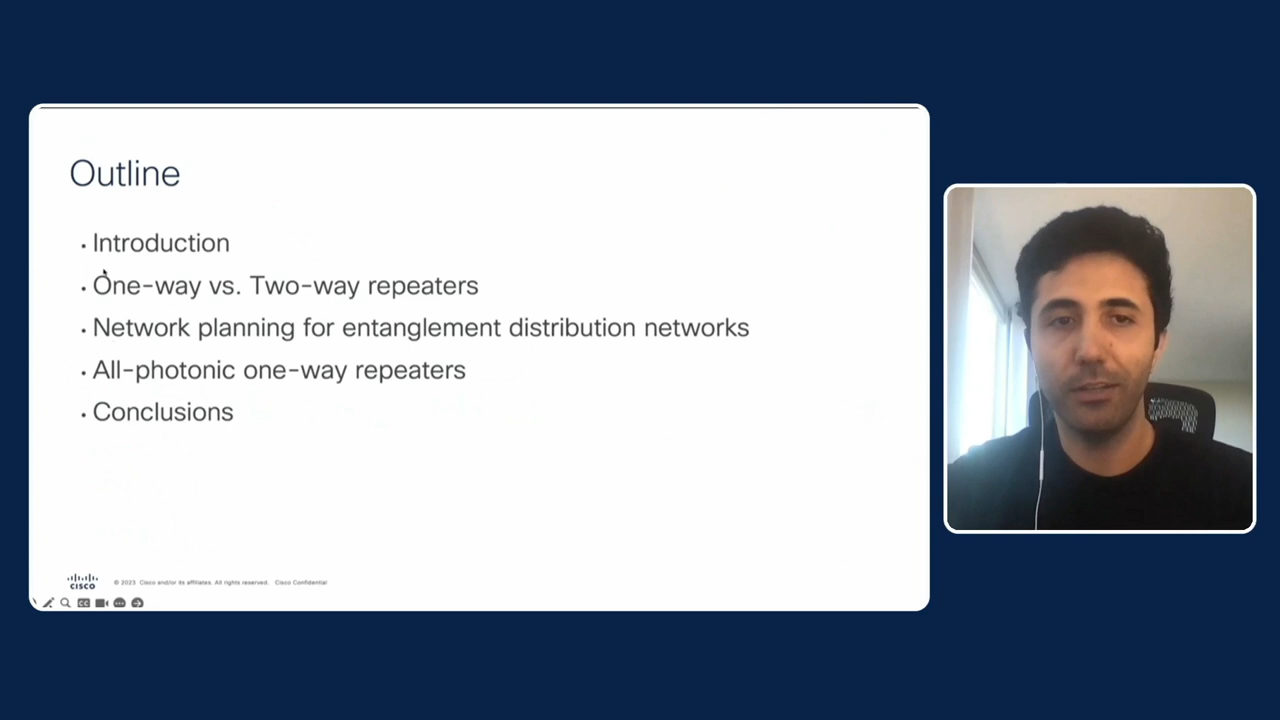 Outline
• Introduction
• One-way vs. Two-way repeaters
• Network planning for entanglement distribution networks
• All-photonic one-way repeaters
• Conclusions
CISCO © 2023 Cisco and/or its affiliates. All rights reserved. Cisco Confidential
CC